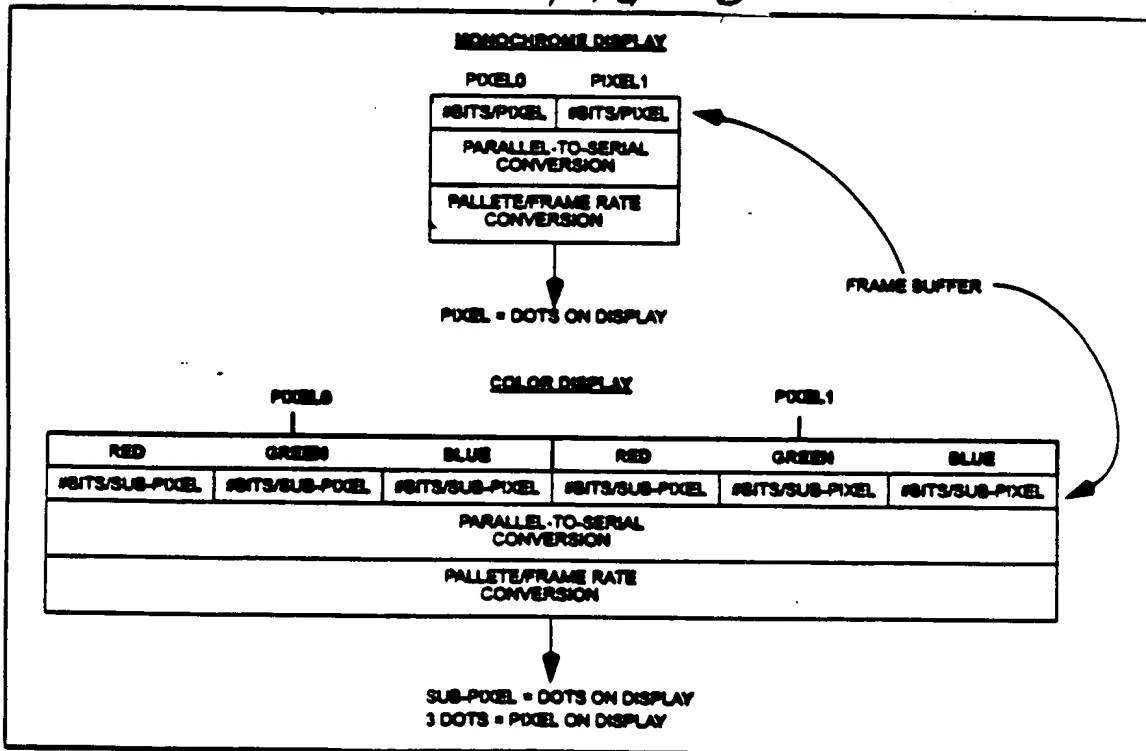 MONOCHROME DISPLAY
PIXEL0 PIXEL1
#BITS/PIXEL #BITS/PIXEL
PARALLEL-TO-SERIAL
CONVERSION
PALLETE/FRAME RATE
CONVERSION
FRAME BUFFER
PIXEL = DOTS ON DISPLAY
COLOR DISPLAY
PIXEL0 PIXEL1
RED GREEN BLUE RED GREEN BLUE
#BITS/SUB-PIXEL #BITS/SUB-PIXEL #BITS/SUB-PIXEL #BITS/SUB-PIXEL #BITS/SUB-PIXEL #BITS/SUB-PIXEL
PARALLEL-TO-SERIAL
CONVERSION
PALLETE/FRAME RATE
CONVERSION
SUB-PIXEL = DOTS ON DISPLAY
3 DOTS = PIXEL ON DISPLAY